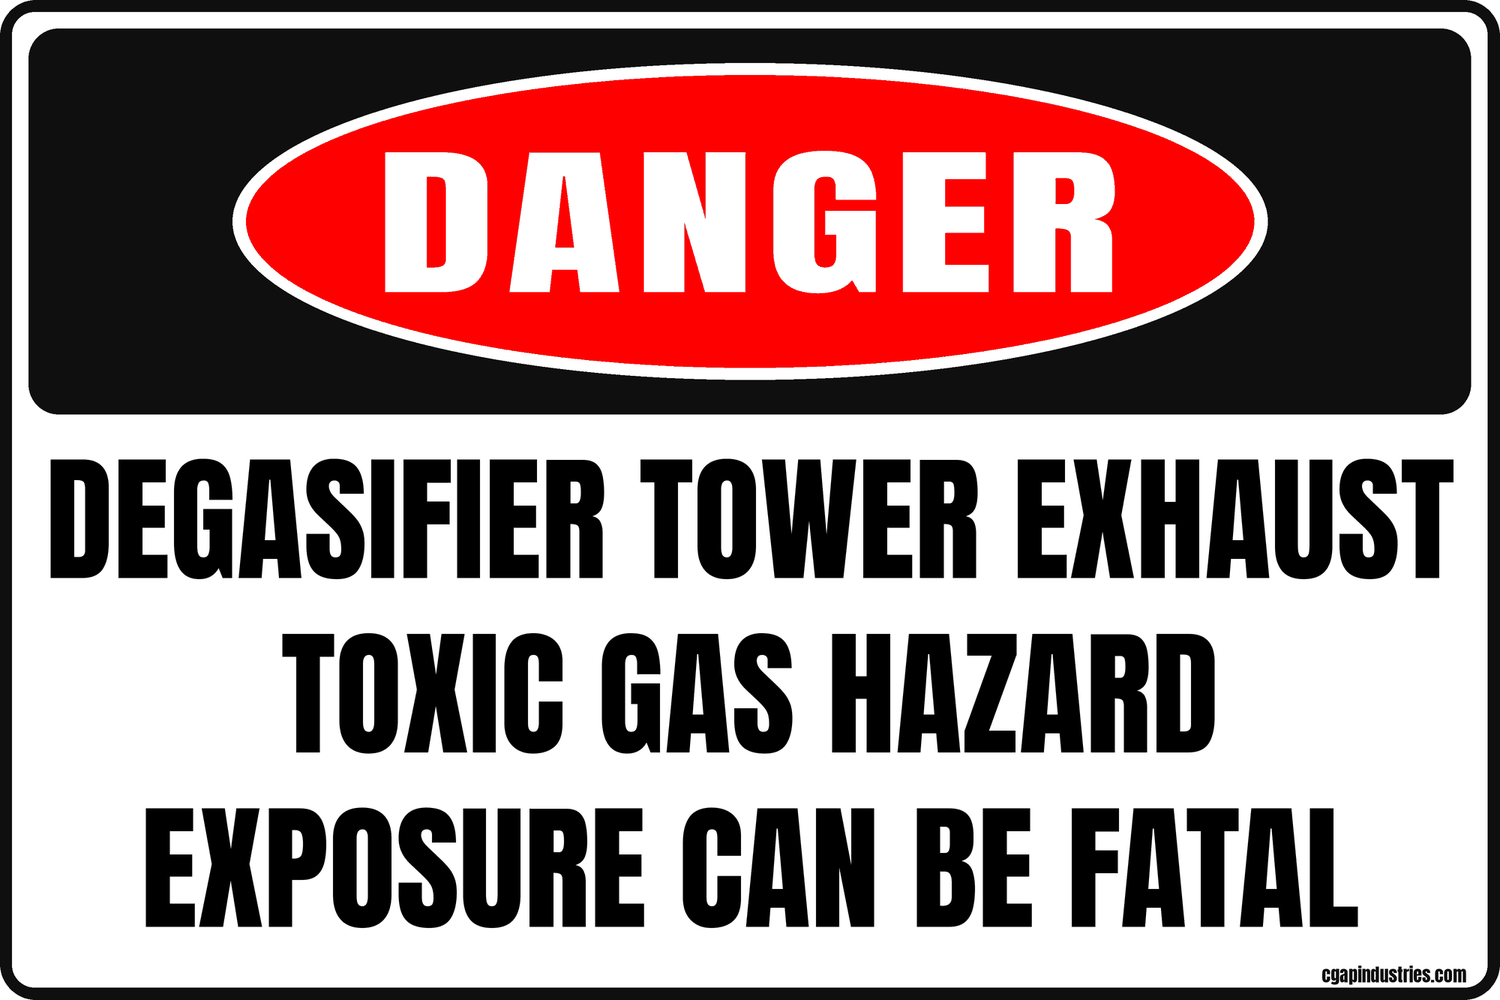 DANGER
DEGASIFIER TOWER EXHAUST
TOXIC GAS HAZARD
EXPOSURE CAN BE FATAL
cgapindustries.com